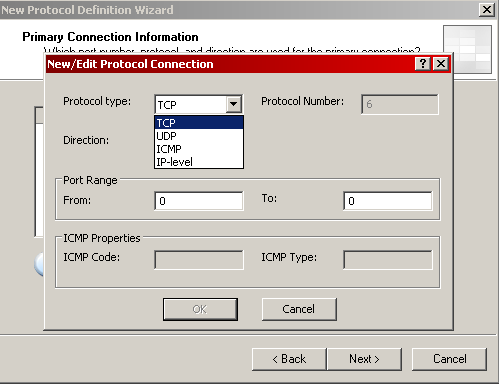 New Protocol Definition Wizard
Primary Connection Information
Which port number, protocol, and direction are used for the primary connection?
New/Edit Protocol Connection
Protocol type: TCP Protocol Number: 6
TCP
UDP
Direction:
ICMP
IP-level
Port Range
From: 0 To: 0
ICMP Properties
ICMP Code: ICMP Type:
OK Cancel
< Back Next > Cancel